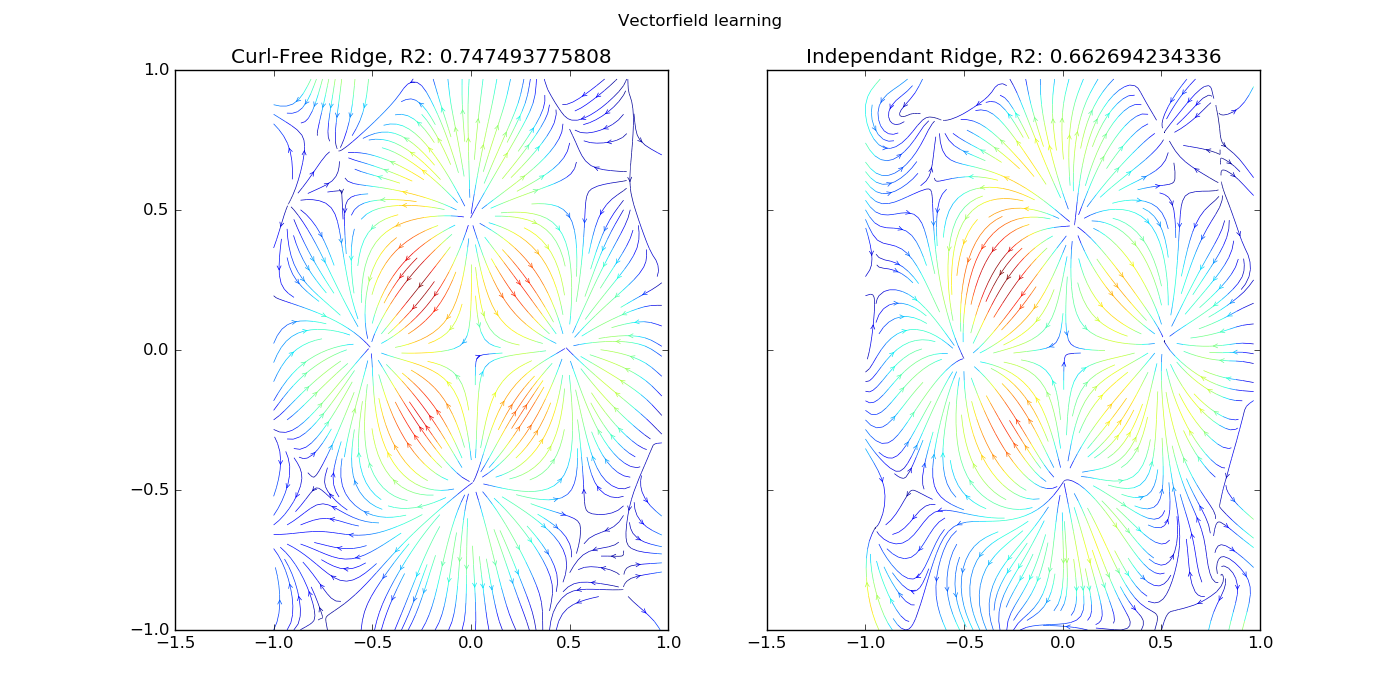 Vectorfield learning
Curl-Free Ridge, R2: 0.747493775808
Independant Ridge, R2: 0.662694234336
1.0
0.5
0.0
−0.5
−1.0
−1.5 −1.0 −0.5 0.0 0.5 1.0
−1.5 −1.0 −0.5 0.0 0.5 1.0